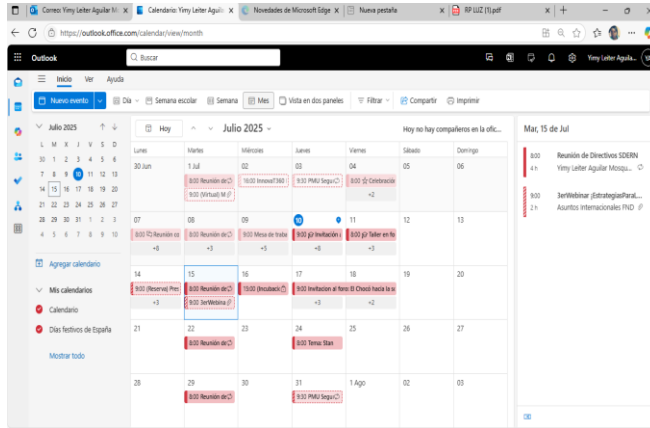 Correo: Yimy Leiter Aguilar M
Calendario: Yimy Leiter Aguila
Novedades de Microsoft Edge
Nueva pestaña
RP LUZ (1).pdf
https://outlook.office.com/calendar/view/month
Outlook
Buscar
Yimy Leiter Aguila...
Inicio Ver Ayuda
Nuevo evento
Día
Semana escolar
Semana
Mes
Vista en dos paneles
Filtrar
Compartir
Imprimir
Julio 2025
L M X J V S D
30 1 2 3 4 5 6
7 8 9 10 11 12 13
14 15 16 17 18 19 20
21 22 23 24 25 26 27
28 29 30 31 1 2 3
4 5 6 7 8 9 10
Agregar calendario
Mis calendarios
Calendario
Días festivos de España
Mostrar todo
Hoy
Julio 2025
Hoy no hay compañeros en la ofic...
Lunes Martes Miércoles Jueves Viernes Sábado Domingo
30 Jun 1 Jul 02 03 04 05 06
8:00 Reunión de
10:00 Innova7360
9:30 PMU Segu
8:00 Celebración
9:00 (Virtual) M
+2
07 08 09 10 11 12 13
8:00 Reunión co
8:00 Reunión de
9:00 Mesa de traba
9:00 Invitación
8:00 Taller en fo
+8 +3 +5 +8 +3
14 15 16 17 18 19 20
9:00 (Reserva) Pres
8:00 Reunión de
15:00 (Incubació
9:00 Invitacion al foro: El Chocó hacia la s
+3
9:00 3erWebina
+3 +2
21 22 23 24 25 26 27
8:00 Reunión de
8:00 Tema: Stan
28 29 30 31 1 Ago 02 03
8:00 Reunión de
9:30 PMU Segu
Mar, 15 de Jul
8:00 Reunión de Directivos SDERN
4 h Yimy Leiter Aguilar Mosqu...
9:00 3erWebinar ¡EstrategiasParaL...
2 h Asuntos Internacionales FND